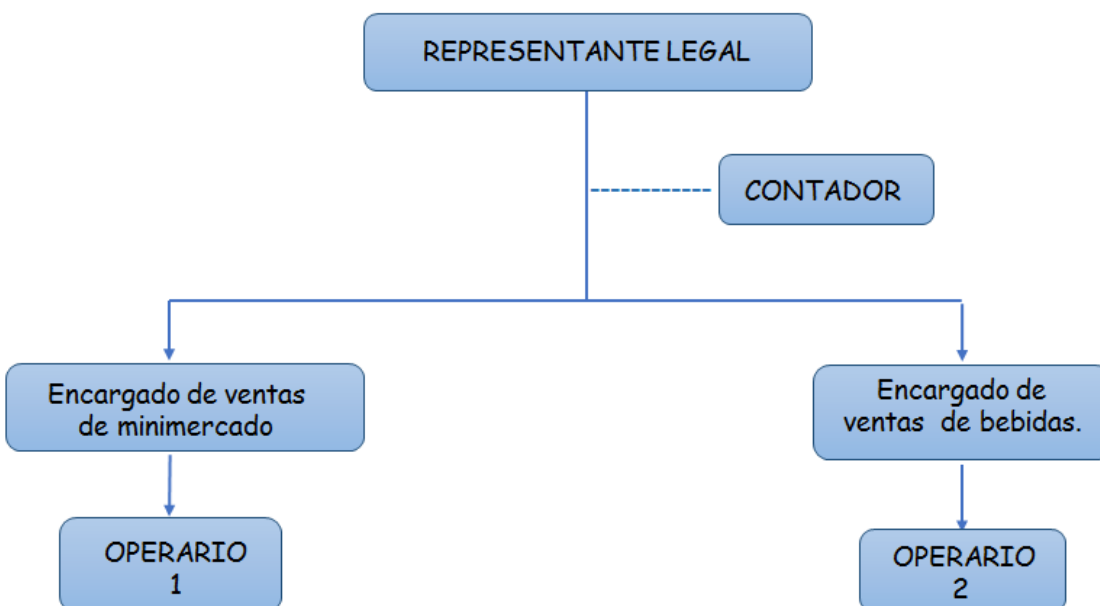 REPRESENTANTE LEGAL
CONTADOR
Encargado de ventas
de minimercado
Encargado de
ventas de bebidas.
OPERARIO
1
OPERARIO
2